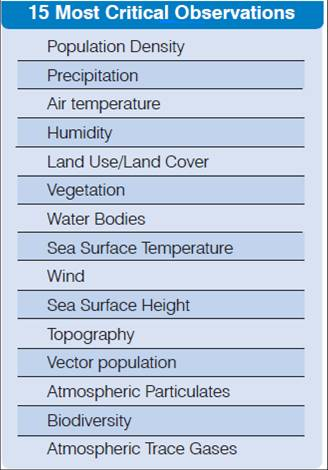 15 Most Critical Observations
Population Density
Precipitation
Air temperature
Humidity
Land Use/Land Cover
Vegetation
Water Bodies
Sea Surface Temperature
Wind
Sea Surface Height
Topography
Vector population
Atmospheric Particulates
Biodiversity
Atmospheric Trace Gases